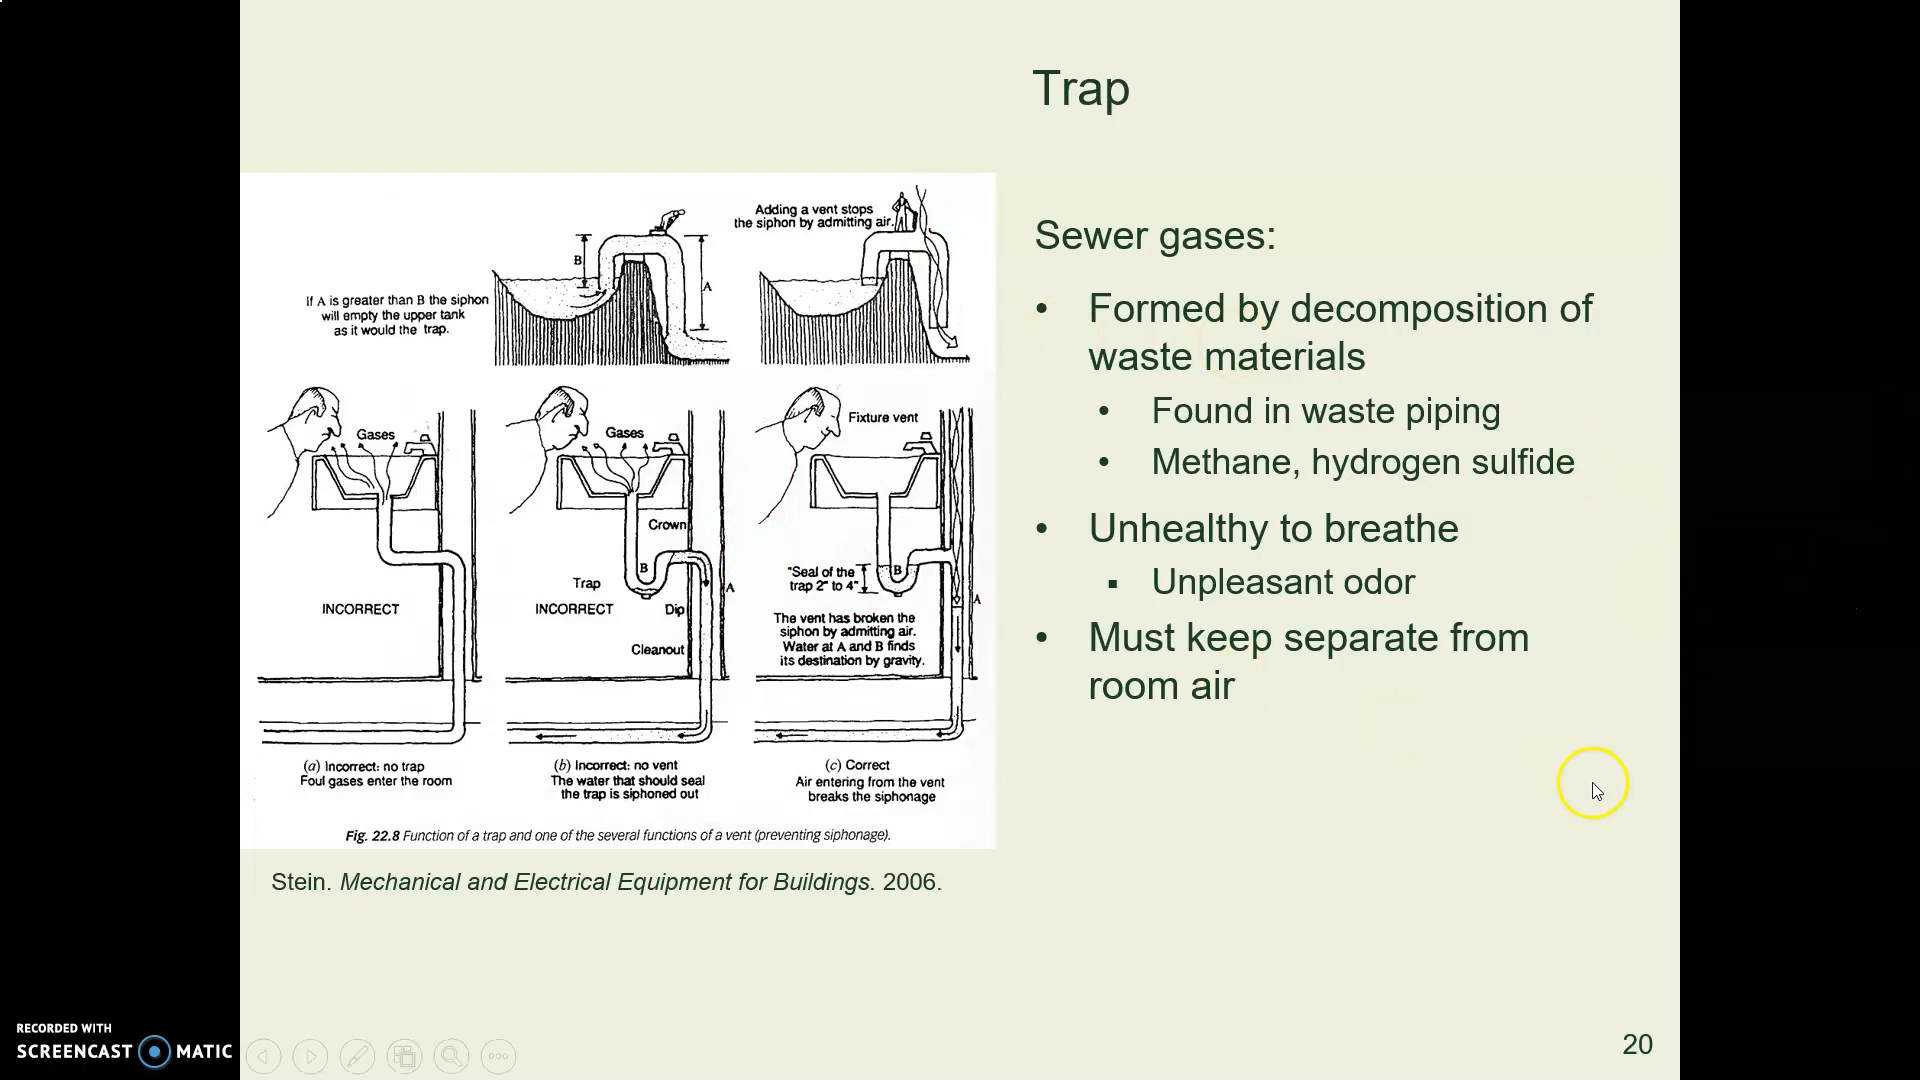 Trap
Adding a vent stops
the siphon by admitting air.
B
A
If A is greater than B the siphon
will empty the upper tank
as it would the trap.
Gases
INCORRECT
(a) Incorrect: no trap
Foul gases enter the room
Gases
Crown
B
Trap
A
INCORRECT
Dip
Cleanout
(b) Incorrect: no vent
The water that should seal
the trap is siphoned out
Fixture vent
"Seal of the
trap 2" to 4"
B
A
The vent has broken the
siphon by admitting air.
Water at A and B finds
its destination by gravity.
(c) Correct
Air entering from the vent
breaks the siphonage
Fig. 22.8 Function of a trap and one of the several functions of a vent (preventing siphonage).
Stein. Mechanical and Electrical Equipment for Buildings. 2006.
Sewer gases:
• Formed by decomposition of
waste materials
• Found in waste piping
• Methane, hydrogen sulfide
• Unhealthy to breathe
▪ Unpleasant odor
• Must keep separate from
room air
20
RECORDED WITH
SCREENCAST MATIC